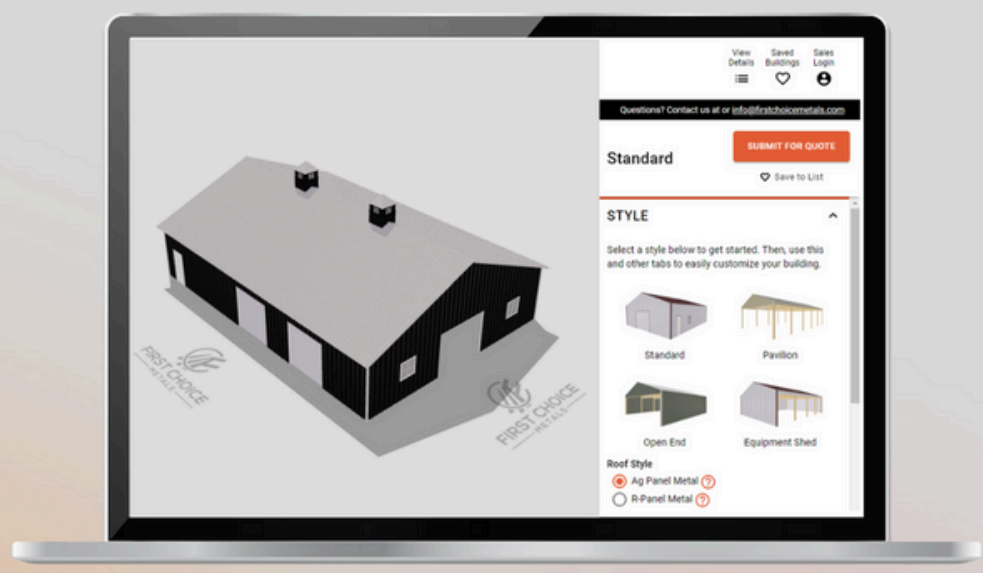 View Details
Saved Buildings
Sales Login
Questions? Contact us at or info@firstchoicemetals.com
Standard
SUBMIT FOR QUOTE
Save to List
STYLE
Select a style below to get started. Then, use this
and other tabs to easily customize your building.
Standard
Pavilion
Open End
Equipment Shed
Roof Style
Ag Panel Metal ?
R-Panel Metal ?
FIRST CHOICE
METALS
FIRST CHOICE
METALS